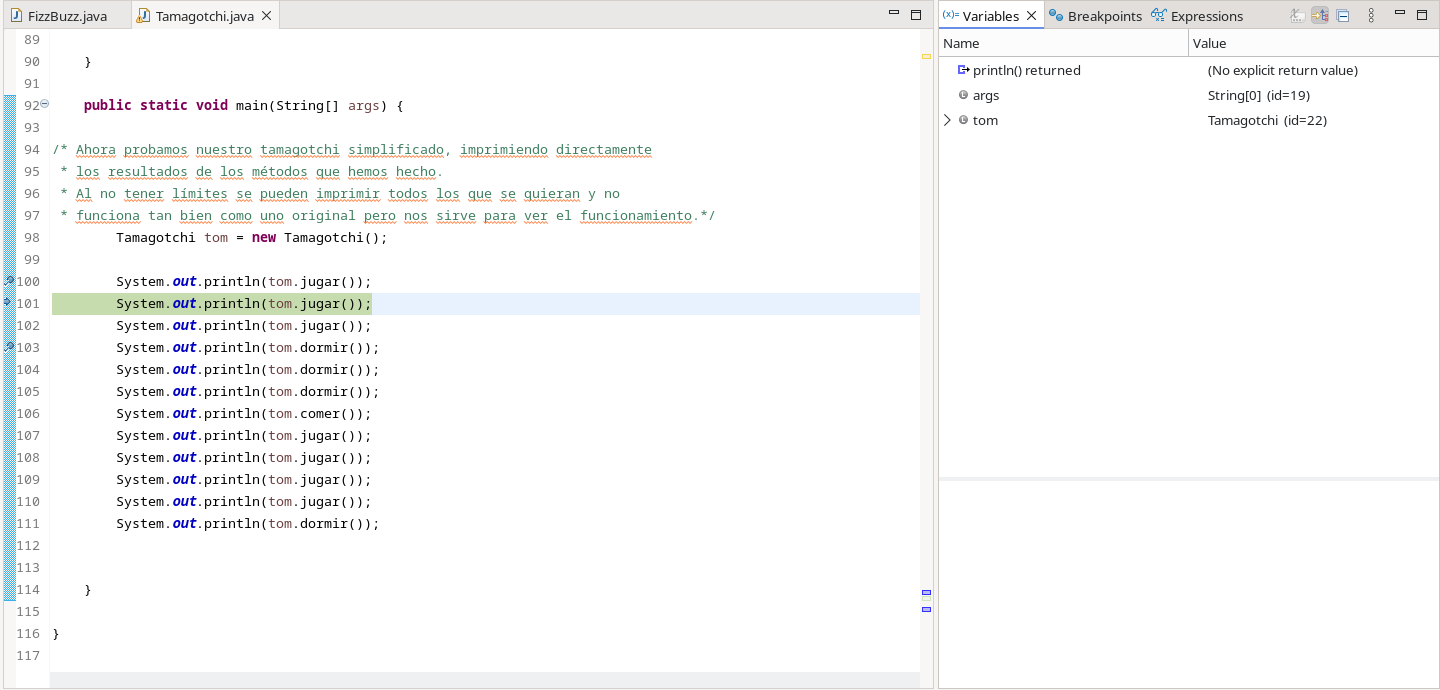 FizzBuzz.java
Tamagotchi.java
89
90     }
91
92     public static void main(String[] args) {
93
94 /* Ahora probamos nuestro tamagotchi simplificado, imprimiendo directamente
95  * los resultados de los métodos que hemos hecho.
96  * Al no tener límites se pueden imprimir todos los que se quieran y no
97  * funciona tan bien como uno original pero nos sirve para ver el funcionamiento.*/
98         Tamagotchi tom = new Tamagotchi();
99
100         System.out.println(tom.jugar());
101         System.out.println(tom.jugar());
102         System.out.println(tom.jugar());
103         System.out.println(tom.dormir());
104         System.out.println(tom.dormir());
105         System.out.println(tom.dormir());
106         System.out.println(tom.comer());
107         System.out.println(tom.jugar());
108         System.out.println(tom.jugar());
109         System.out.println(tom.jugar());
110         System.out.println(tom.jugar());
111         System.out.println(tom.dormir());
112
113
114     }
115
116 }
117
(x)= Variables
Breakpoints
Expressions
Name Value
println() returned (No explicit return value)
args String[0] (id=19)
tom Tamagotchi (id=22)